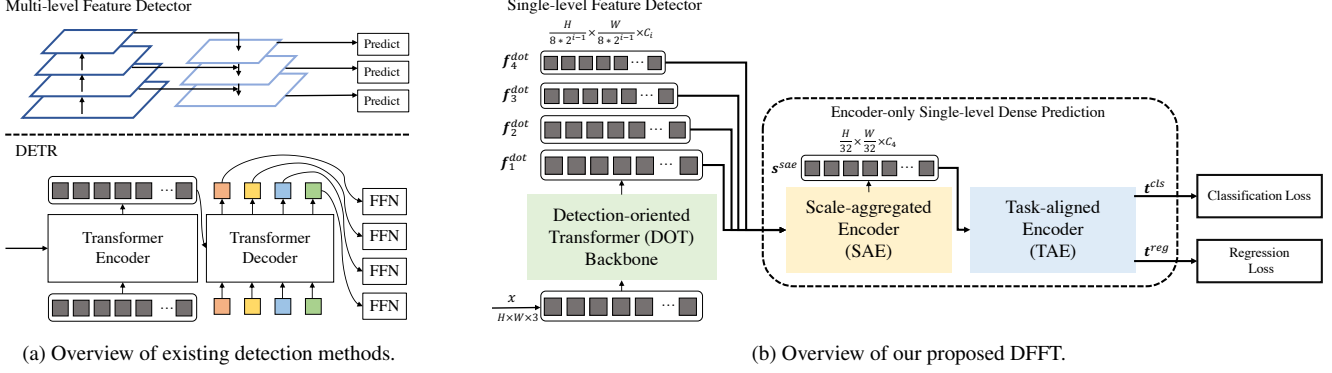 Multi-level Feature Detector
Predict
Predict
Predict
DETR
···
Transformer
Encoder
···
Transformer
Decoder
FFN
FFN
FFN
FFN
(a) Overview of existing detection methods.
Single-level Feature Detector
H/(8∗2^{i−1}) × W/(8∗2^{i−1}) ×C_i
f_4^{dot} ···
f_3^{dot} ···
f_2^{dot} ···
f_1^{dot} ···
Detection-oriented
Transformer (DOT)
Backbone
x
H×W×3
···
Encoder-only Single-level Dense Prediction
H/32 × W/32 ×C_4
s^{sae} ···
Scale-aggregated
Encoder
(SAE)
Task-aligned
Encoder
(TAE)
t^{cls}
t^{reg}
Classification Loss
Regression
Loss
(b) Overview of our proposed DFFT.